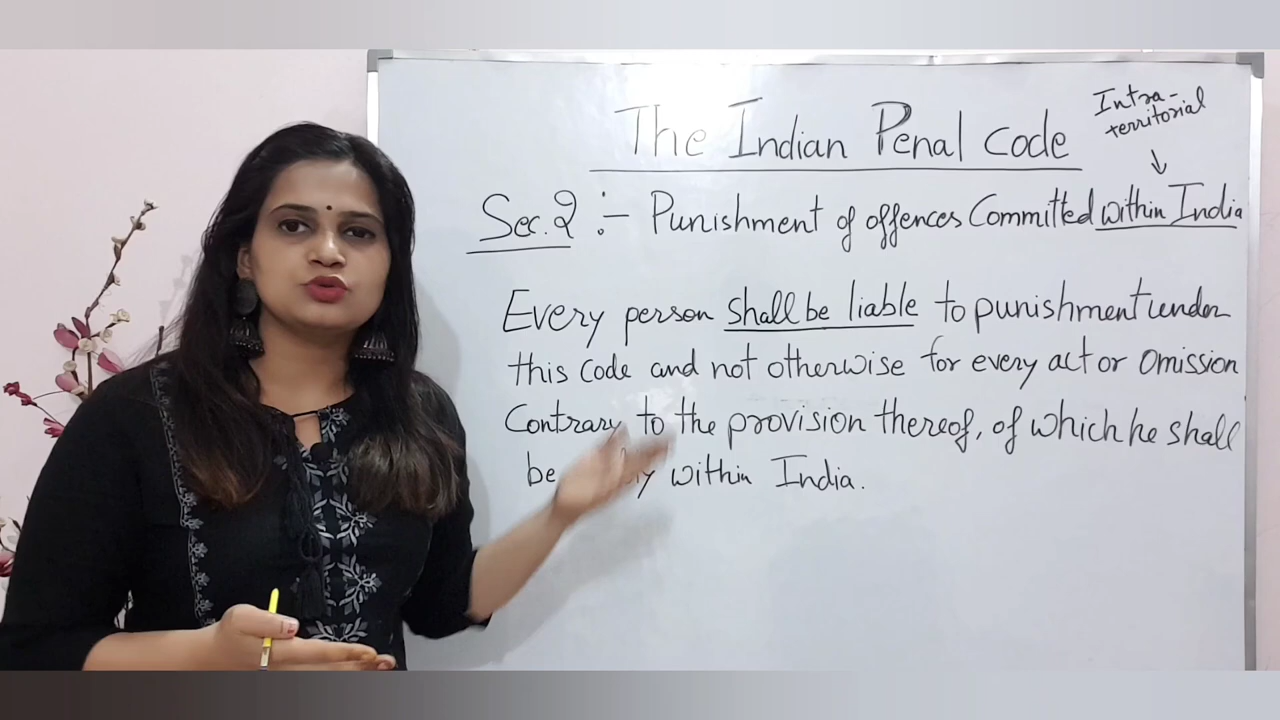 The Indian Penal Code
Intra-
territorial
Sec. 2 :- Punishment of offences Committed within India
Every person shall be liable to punishment under
this Code and not otherwise for every act or omission
Contrary to the provision thereof, of which he shall
be within India.